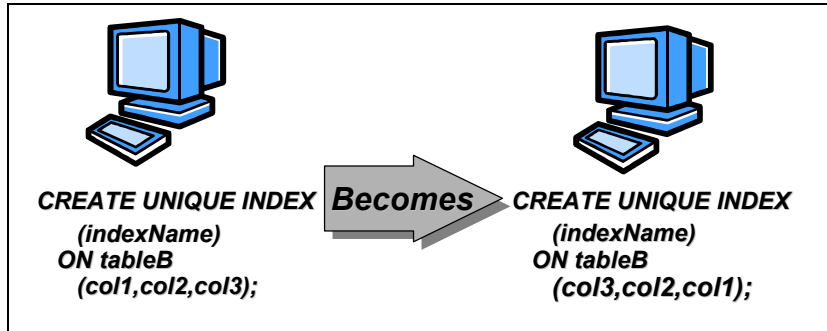 CREATE UNIQUE INDEX
(indexName)
ON tableB
(col1,col2,col3);
Becomes
CREATE UNIQUE INDEX
(indexName)
ON tableB
(col3,col2,col1);